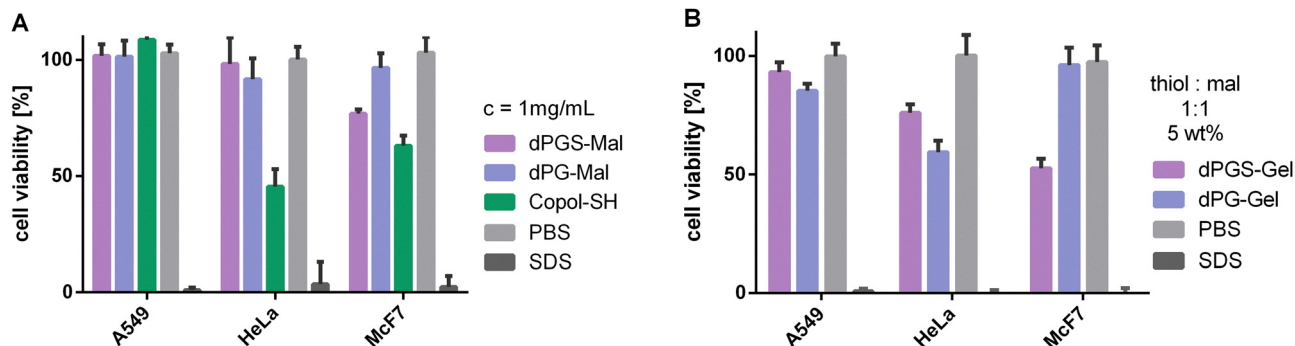 A
cell viability [%]
100
50
0
A549
HeLa
McF7
c = 1mg/mL
dPGS-Mal
dPG-Mal
Copol-SH
PBS
SDS
B
cell viability [%]
100
50
0
A549
HeLa
McF7
thiol : mal
1:1
5 wt%
dPGS-Gel
dPG-Gel
PBS
SDS